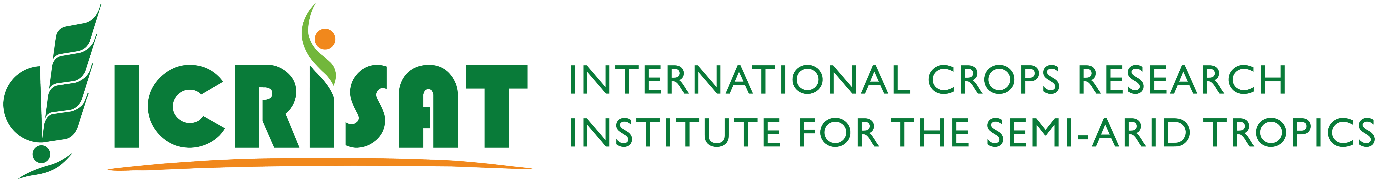 ICRISAT
INTERNATIONAL CROPS RESEARCH
INSTITUTE FOR THE SEMI-ARID TROPICS